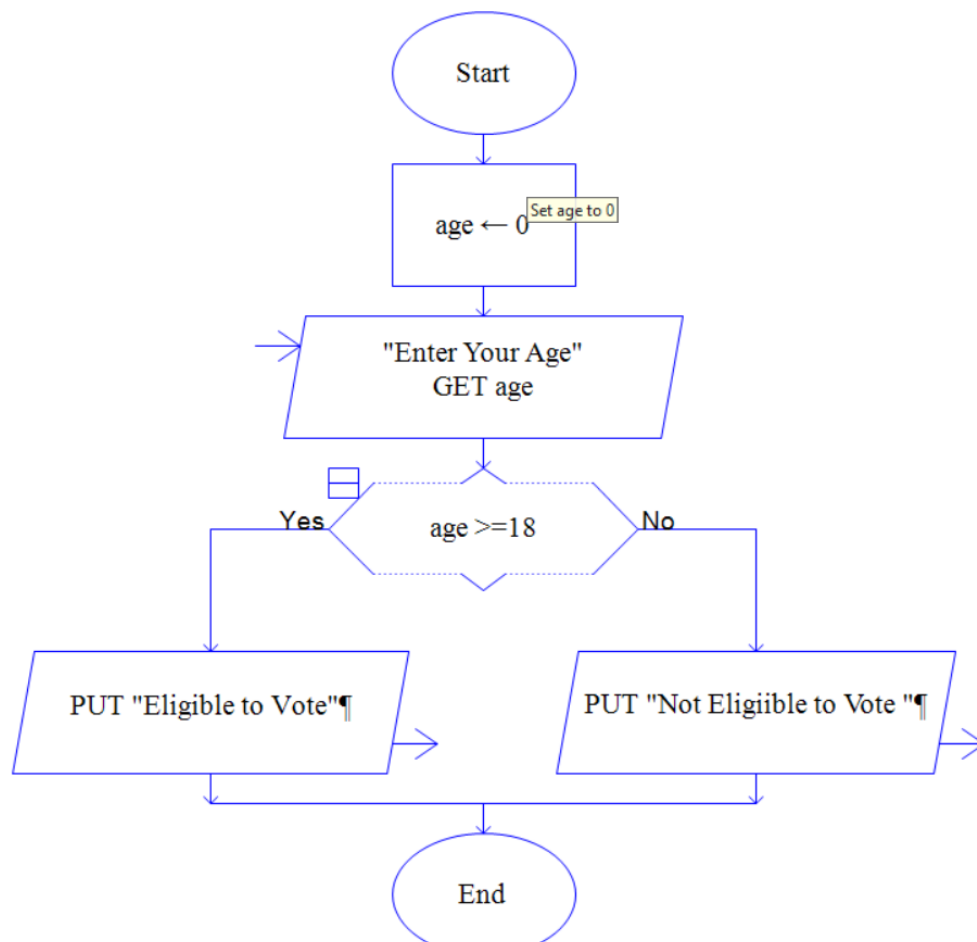 Start
age ← 0
Set age to 0
"Enter Your Age"
GET age
Yes
age >=18
No
PUT "Eligible to Vote"¶
PUT "Not Eligiible to Vote "¶
End